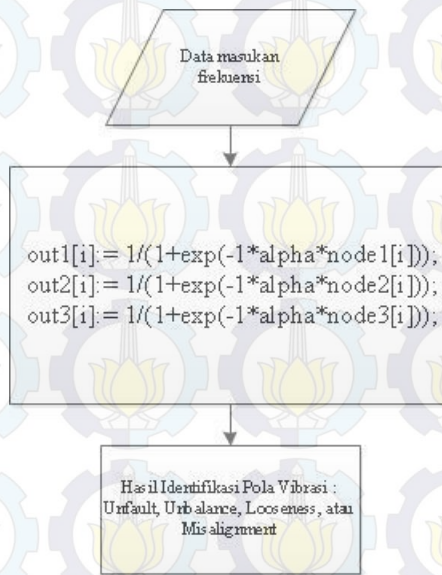 Data masukan
frekuensi
out1[i]:= 1/(1+exp(-1*alpha*node1[i]));
out2[i]:= 1/(1+exp(-1*alpha*node2[i]));
out3[i]:= 1/(1+exp(-1*alpha*node3[i]));
Hasil Identifikasi Pola Vibrasi :
Unfault, Unbalance, Looseness, atau
Misalignment